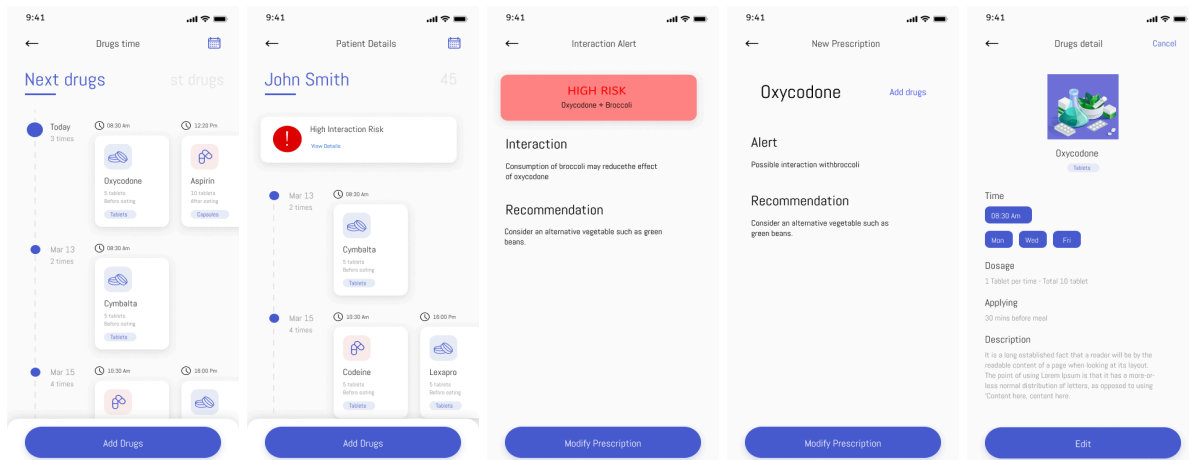 9:41
Drugs time
Next drugs
st drugs
Today
3 times
08:30 Am
12:20 Pm
Oxycodone
5 tablets
Before eating
Tablets
Aspirin
10 tablets
After eating
Capsules
Mar 13
2 times
08:30 Am
Cymbalta
5 tablets
Before eating
Tablets
Mar 15
4 times
10:30 Am
16:00 Pm
Add Drugs
9:41
Patient Details
John Smith
45
High Interaction Risk
View Details
Mar 13
2 times
08:30 Am
Cymbalta
5 tablets
Before eating
Tablets
Mar 15
4 times
10:30 Am
16:00 Pm
Codeine
5 tablets
Before eating
Tablets
Lexapro
5 tablets
Before eating
Tablets
Add Drugs
9:41
Interaction Alert
HIGH RISK
Oxycodone + Broccoli
Interaction
Consumption of broccoli may reducethe effect
of oxycodone
Recommendation
Consider an alternative vegetable such as green
beans.
Modify Prescription
9:41
New Prescription
Oxycodone
Add drugs
Alert
Possible interaction withbroccoli
Recommendation
Consider an alternative vegetable such as
green beans.
Modify Prescription
9:41
Drugs detail
Cancel
Oxycodone
Tablets
Time
08:30 Am
Mon
Wed
Fri
Dosage
1 Tablet per time - Total 10 tablet
Applying
30 mins before meal
Description
It is a long established fact that a reader will be by the
readable content of a page when looking at its layout.
The point of using Lorem Ipsum is that it has a more-or-
less normal distribution of letters, as opposed to using
'Content here, content here.
Edit